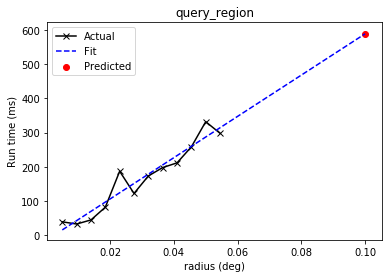 query_region
Actual
Fit
Predicted
600
500
400
300
200
100
0
Run time (ms)
0.02
0.04
0.06
0.08
0.10
radius (deg)